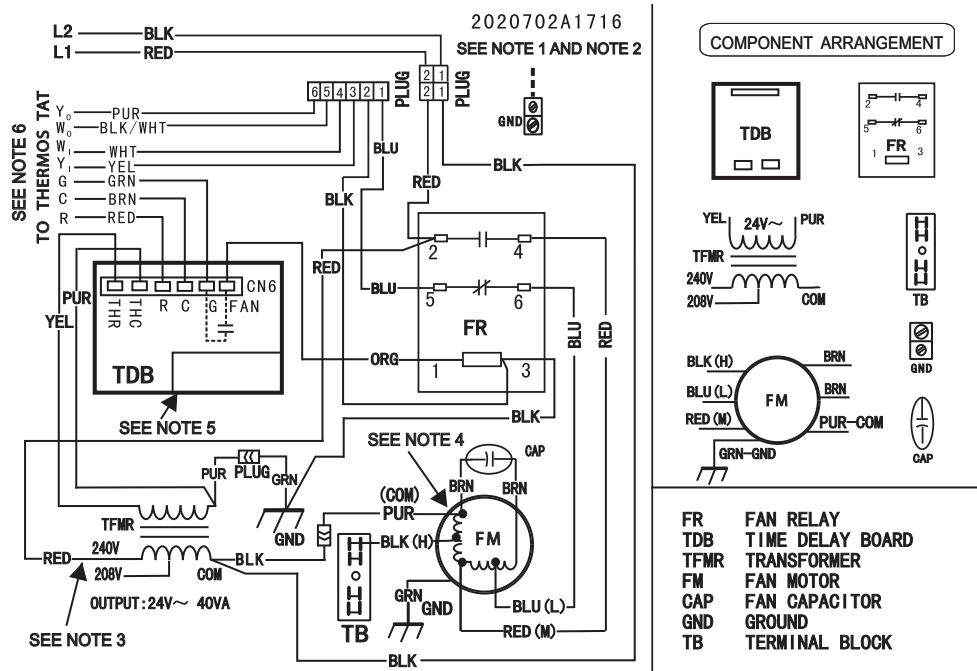 2020702A1716
SEE NOTE 1 AND NOTE 2
L2 BLK
L1 RED
2 1
2 1
PLUG
PLUG
6 5 4 3 2 1
GND
SEE NOTE 6
TO THERMOS TAT
Y0 PUR
W0 BLK/WHT
W1 WHT
Y1 YEL
G GRN
C BRN
R RED
BLU
BLK
RED
BLK
2 4
RED
BLU
5 6
FR
ORG
1 3
BLU
RED
BLK
PUR
YEL
CN6
THR THC R C G FAN
TDB
SEE NOTE 5
SEE NOTE 4
CAP
BRN BRN
PUR PLUG GRN
GND
(COM)
PUR
BLK(H)
FM
TFMR
240V
RED
208V COM
BLK
OUTPUT:24V～ 40VA
SEE NOTE 3
TB
GRN GND
BLU(L)
RED(M)
BLK
COMPONENT ARRANGEMENT
TDB
2 4
5 6
FR
1 3
YEL 24V～ PUR
TFMR
240V
208V COM
TB
GND
BLK(H) BRN
BLU(L) BRN
FM
RED(M) PUR-COM
GRN-GND
CAP
FR FAN RELAY
TDB TIME DELAY BOARD
TFMR TRANSFORMER
FM FAN MOTOR
CAP FAN CAPACITOR
GND GROUND
TB TERMINAL BLOCK